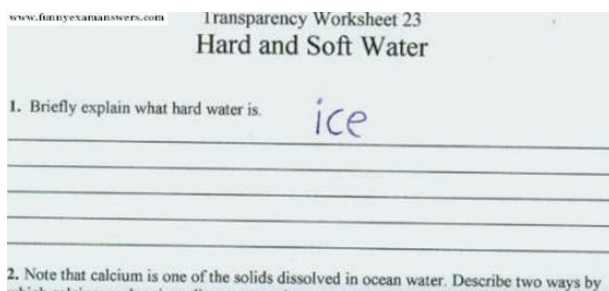 www.funnyexamanswers.com
Transparency Worksheet 23
Hard and Soft Water
1. Briefly explain what hard water is.
ice
2. Note that calcium is one of the solids dissolved in ocean water. Describe two ways by